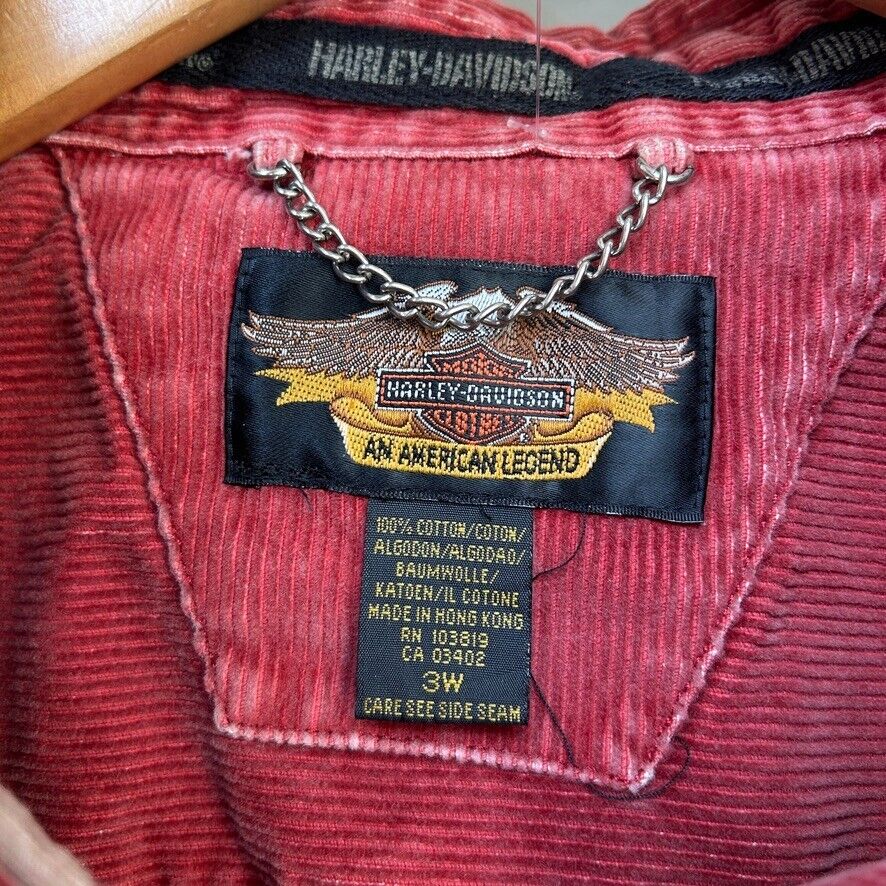 HARLEY-DAVIDSON
HARLEY-DAVIDSON
AN AMERICAN LEGEND
100% COTTON/COTON/
ALGODON/ALGODAO/
BAUMWOLLE/
KATOEN/IL COTONE
MADE IN HONG KONG
RN 103819
CA 03402
3W
CARE SEE SIDE SEAM